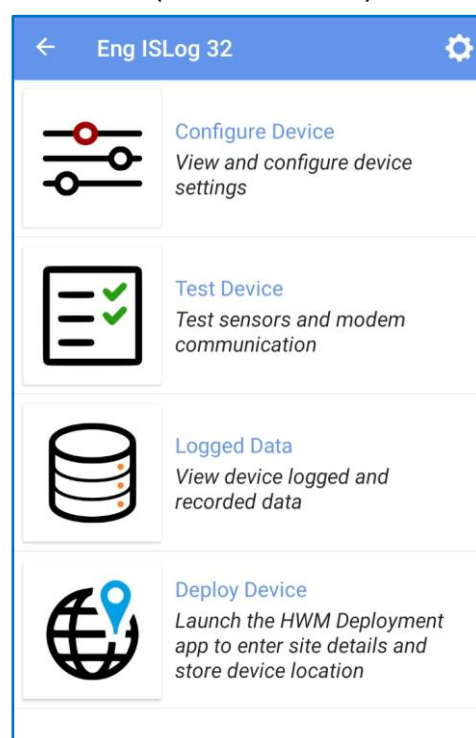 Eng ISLog 32
Configure Device
View and configure device
settings
Test Device
Test sensors and modem
communication
Logged Data
View device logged and
recorded data
Deploy Device
Launch the HWM Deployment
app to enter site details and
store device location